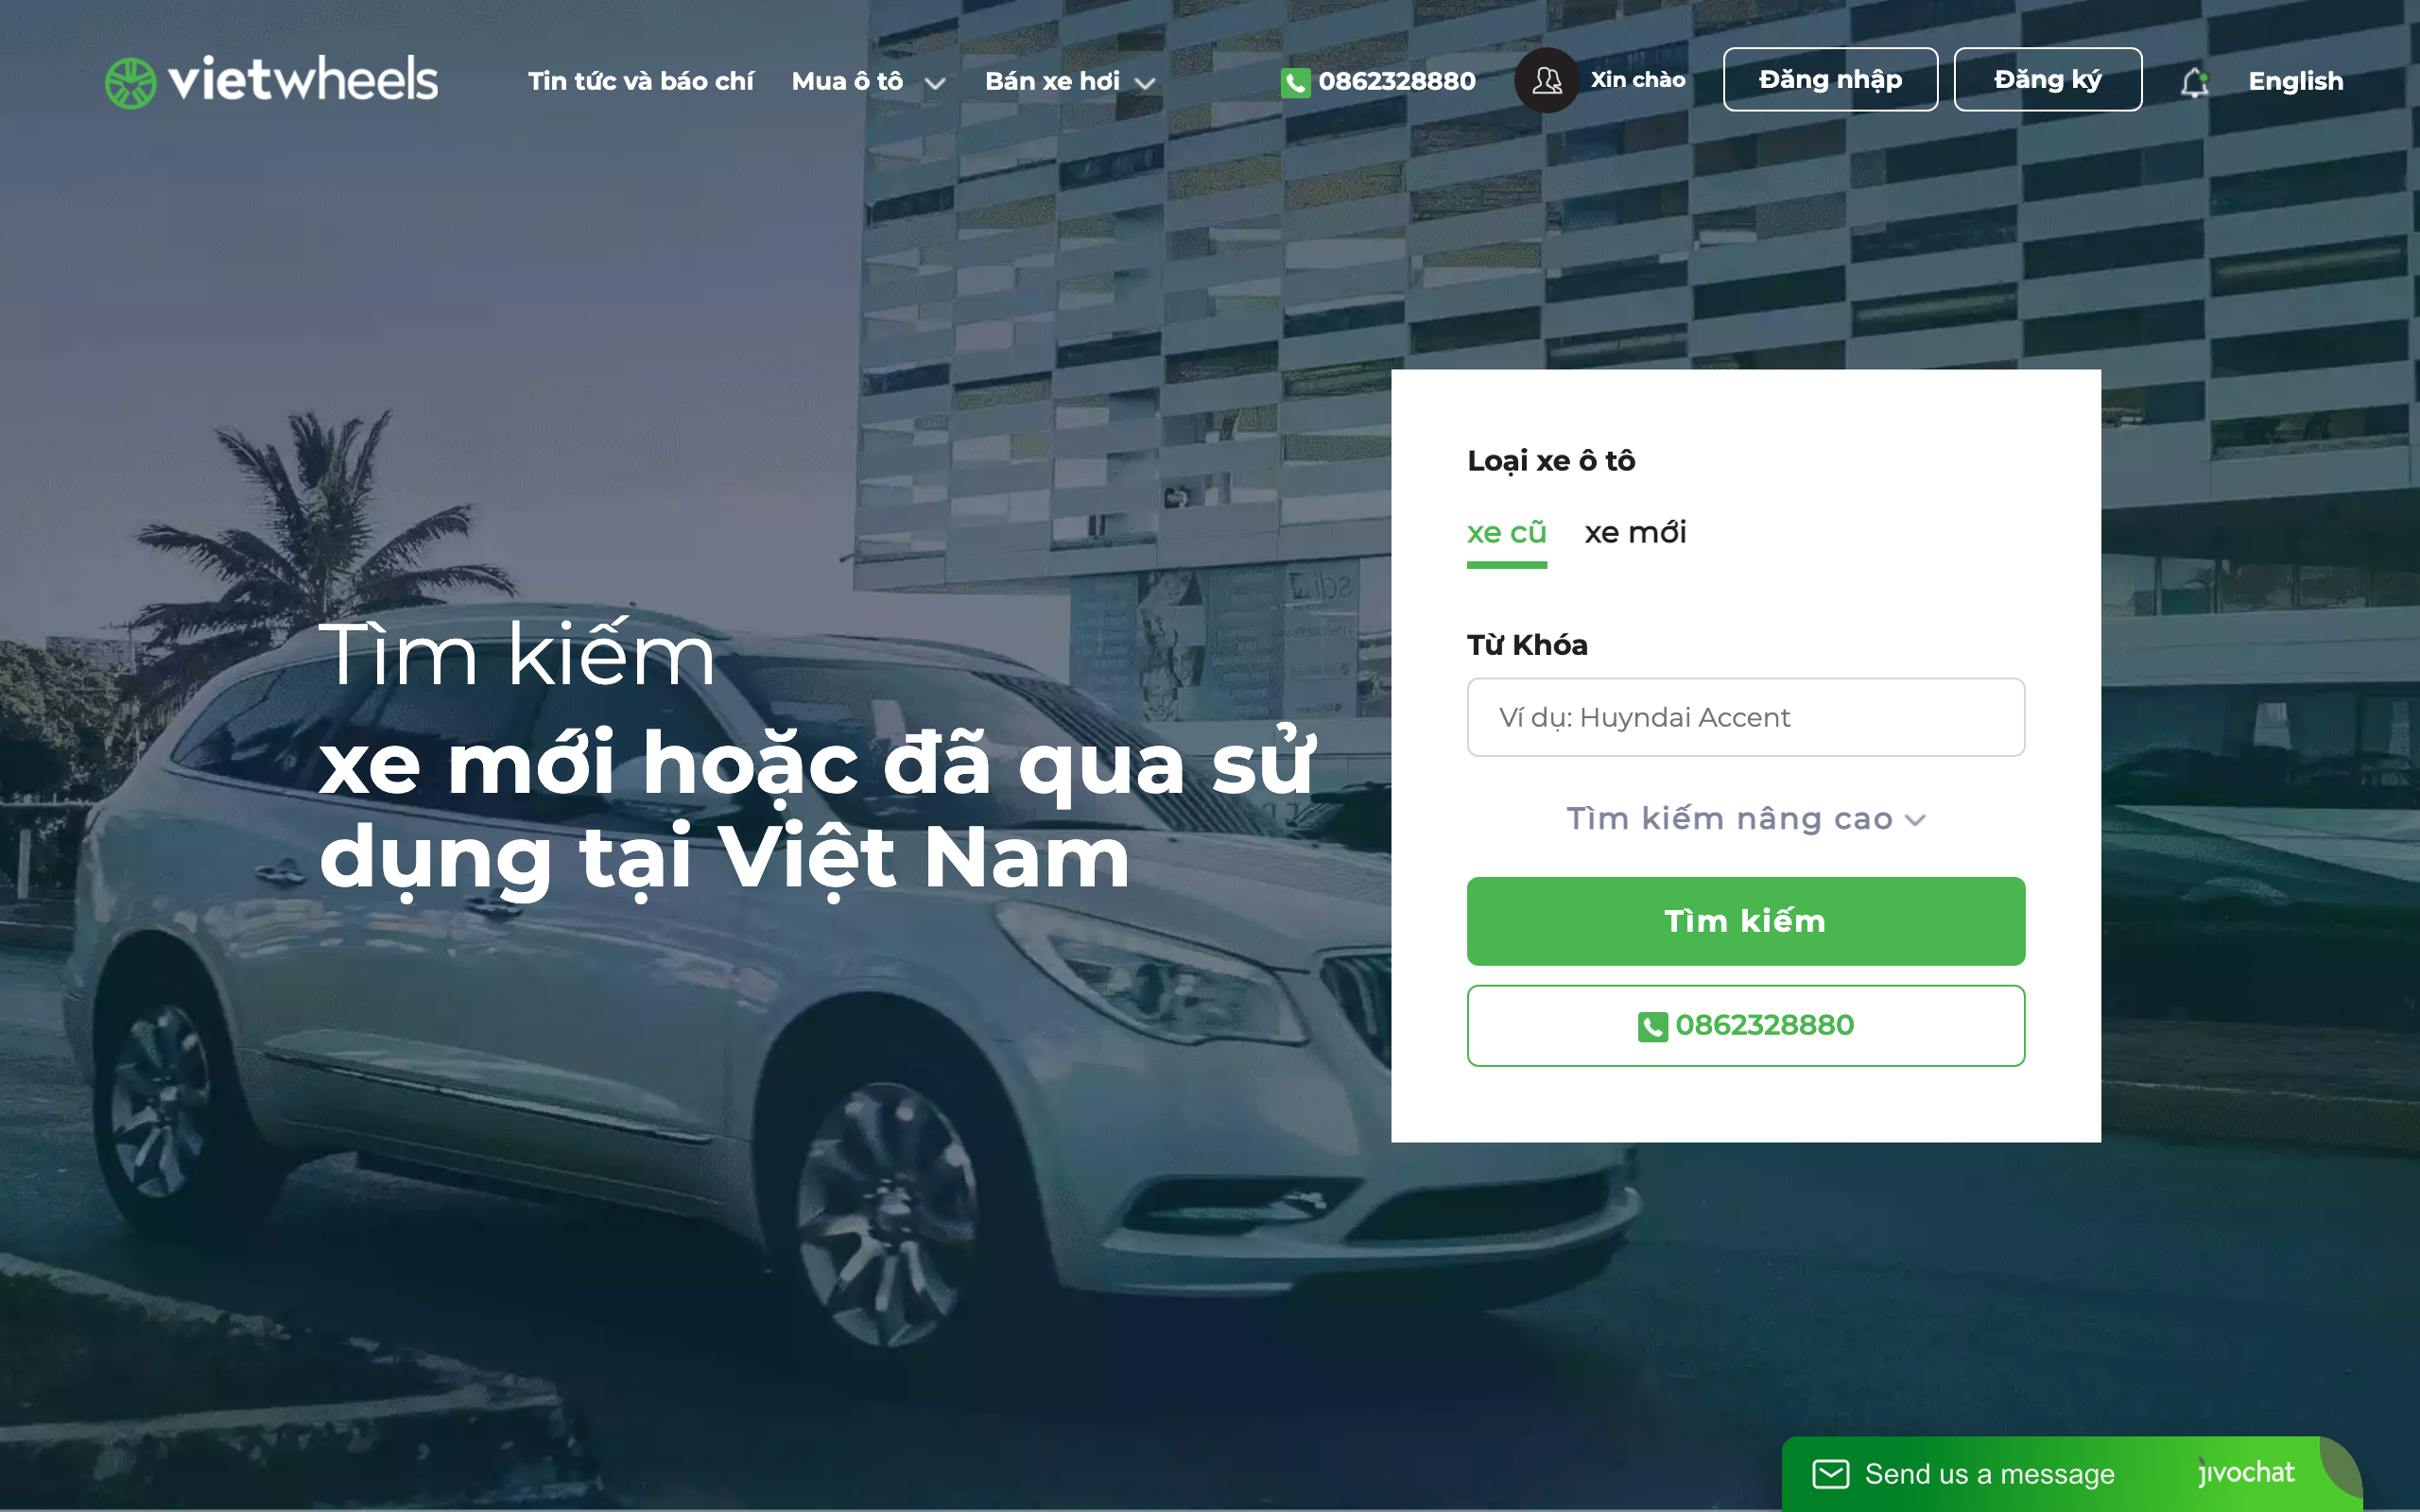 vietwheels
Tin tức và báo chí
Mua ô tô
Bán xe hơi
0862328880
Xin chào
Đăng nhập
Đăng ký
English
Tìm kiếm
xe mới hoặc đã qua sử
dụng tại Việt Nam
Loại xe ô tô
xe cũ
xe mới
Từ Khóa
Ví dụ: Huyndai Accent
Tìm kiếm nâng cao
Tìm kiếm
0862328880
Send us a message
jivochat